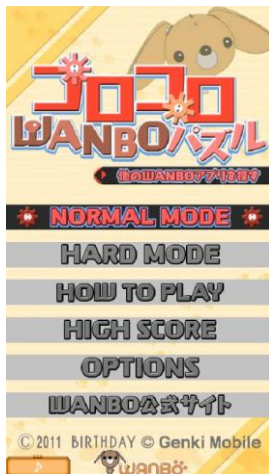 コロコロ
WANBOパズル
他のWANBOアプリを探す
NORMAL MODE
HARD MODE
HOW TO PLAY
HIGH SCORE
OPTIONS
WANBO公式サイト
© 2011 BIRTHDAY © Genki Mobile
WANBO